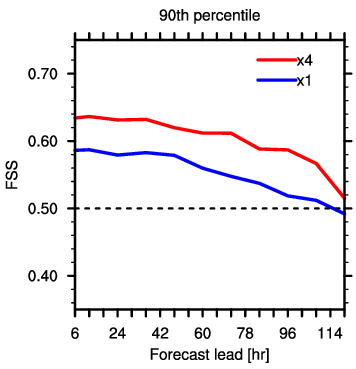 90th percentile
x4
x1
0.70
0.60
0.50
0.40
FSS
6 24 42 60 78 96 114
Forecast lead [hr]